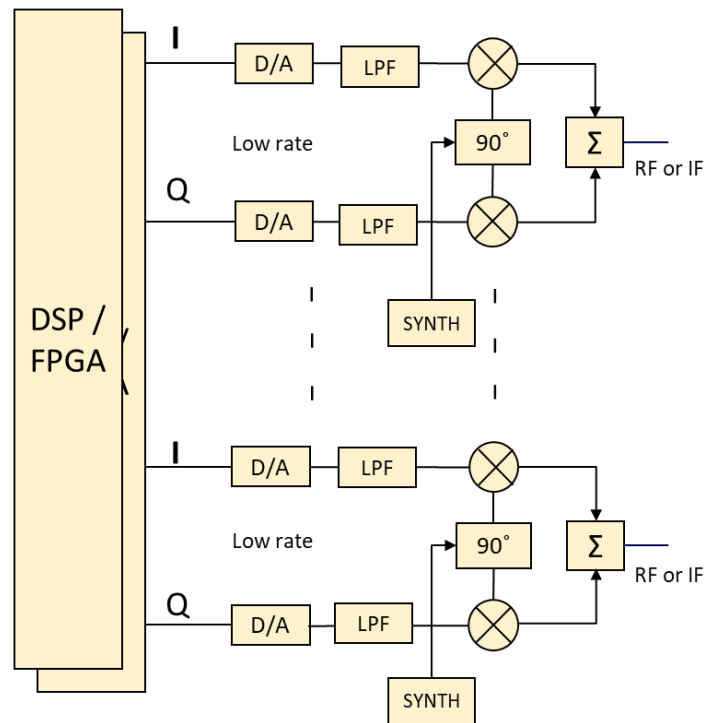 I
D/A
LPF
Low rate
90°
Σ
RF or IF
Q
D/A
LPF
SYNTH
DSP /
FPGA
I
D/A
LPF
Low rate
90°
Σ
RF or IF
Q
D/A
LPF
SYNTH